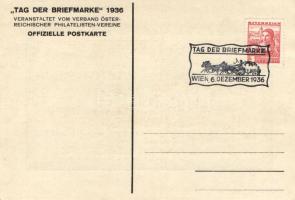 „TAG DER BRIEFMARKE“ 1936
VERANSTALTET VOM VERBAND ÖSTER-
REICHISCHER PHILATELISTEN-VEREINE
OFFIZIELLE POSTKARTE
ÖSTERREICH
TAG DER BRIEFMARKE
WIEN, 6. DEZEMBER 1936